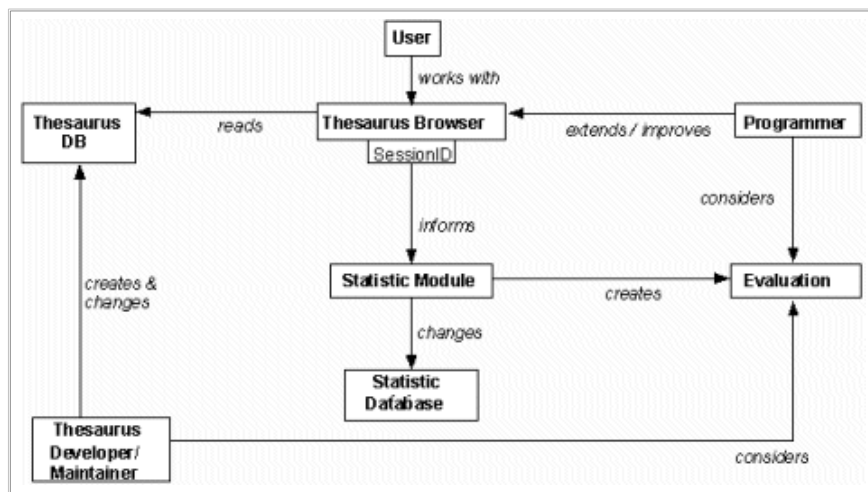 User
works with
Thesaurus
DB
reads
Thesaurus Browser
SessionID
extends / improves
Programmer
considers
informs
creates &
changes
Statistic Module
creates
Evaluation
changes
Statistic
Database
Thesaurus
Developer/
Maintainer
considers